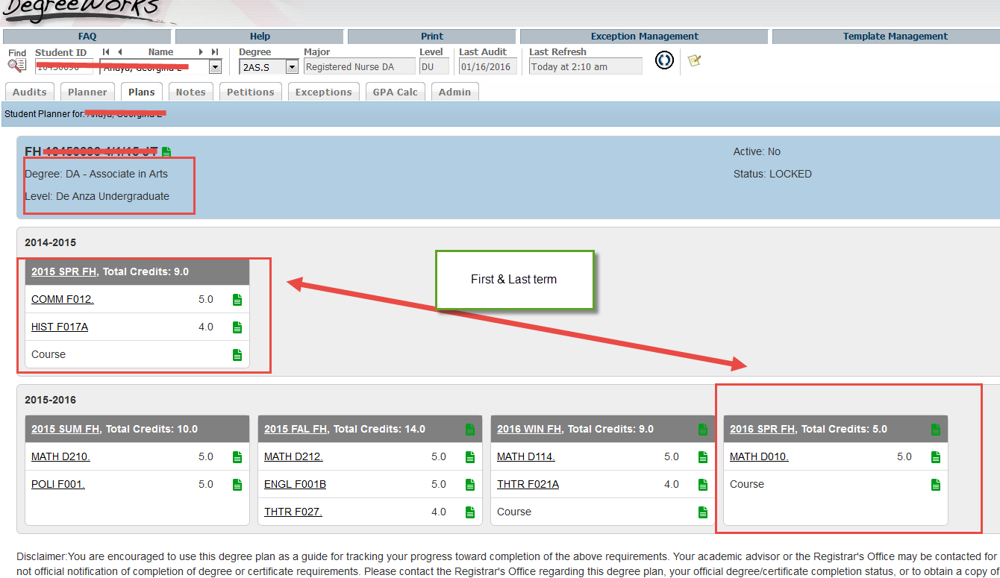 DegreeWorks
FAQ Help Print Exception Management Template Management
Find Student ID Name Degree Major Level Last Audit Last Refresh
2AS.S Registered Nurse DA DU 01/16/2016 Today at 2:10 am
Audits Planner Plans Notes Petitions Exceptions GPA Calc Admin
Student Planner for:
FH
Active: No
Degree: DA - Associate in Arts
Status: LOCKED
Level: De Anza Undergraduate
2014-2015
2015 SPR FH, Total Credits: 9.0
COMM F012. 5.0
HIST F017A 4.0
Course
First & Last term
2015-2016
2015 SUM FH, Total Credits: 10.0 2015 FAL FH, Total Credits: 14.0 2016 WIN FH, Total Credits: 9.0 2016 SPR FH, Total Credits: 5.0
MATH D210. 5.0 MATH D212. 5.0 MATH D114. 5.0 MATH D010. 5.0
POLI F001. 5.0 ENGL F001B 5.0 THTR F021A 4.0 Course
THTR F027. 4.0 Course
Disclaimer:You are encouraged to use this degree plan as a guide for tracking your progress toward completion of the above requirements. Your academic advisor or the Registrar's Office may be contacted for
not official notification of completion of degree or certificate requirements. Please contact the Registrar's Office regarding this degree plan, your official degree/certificate completion status, or to obtain a copy of